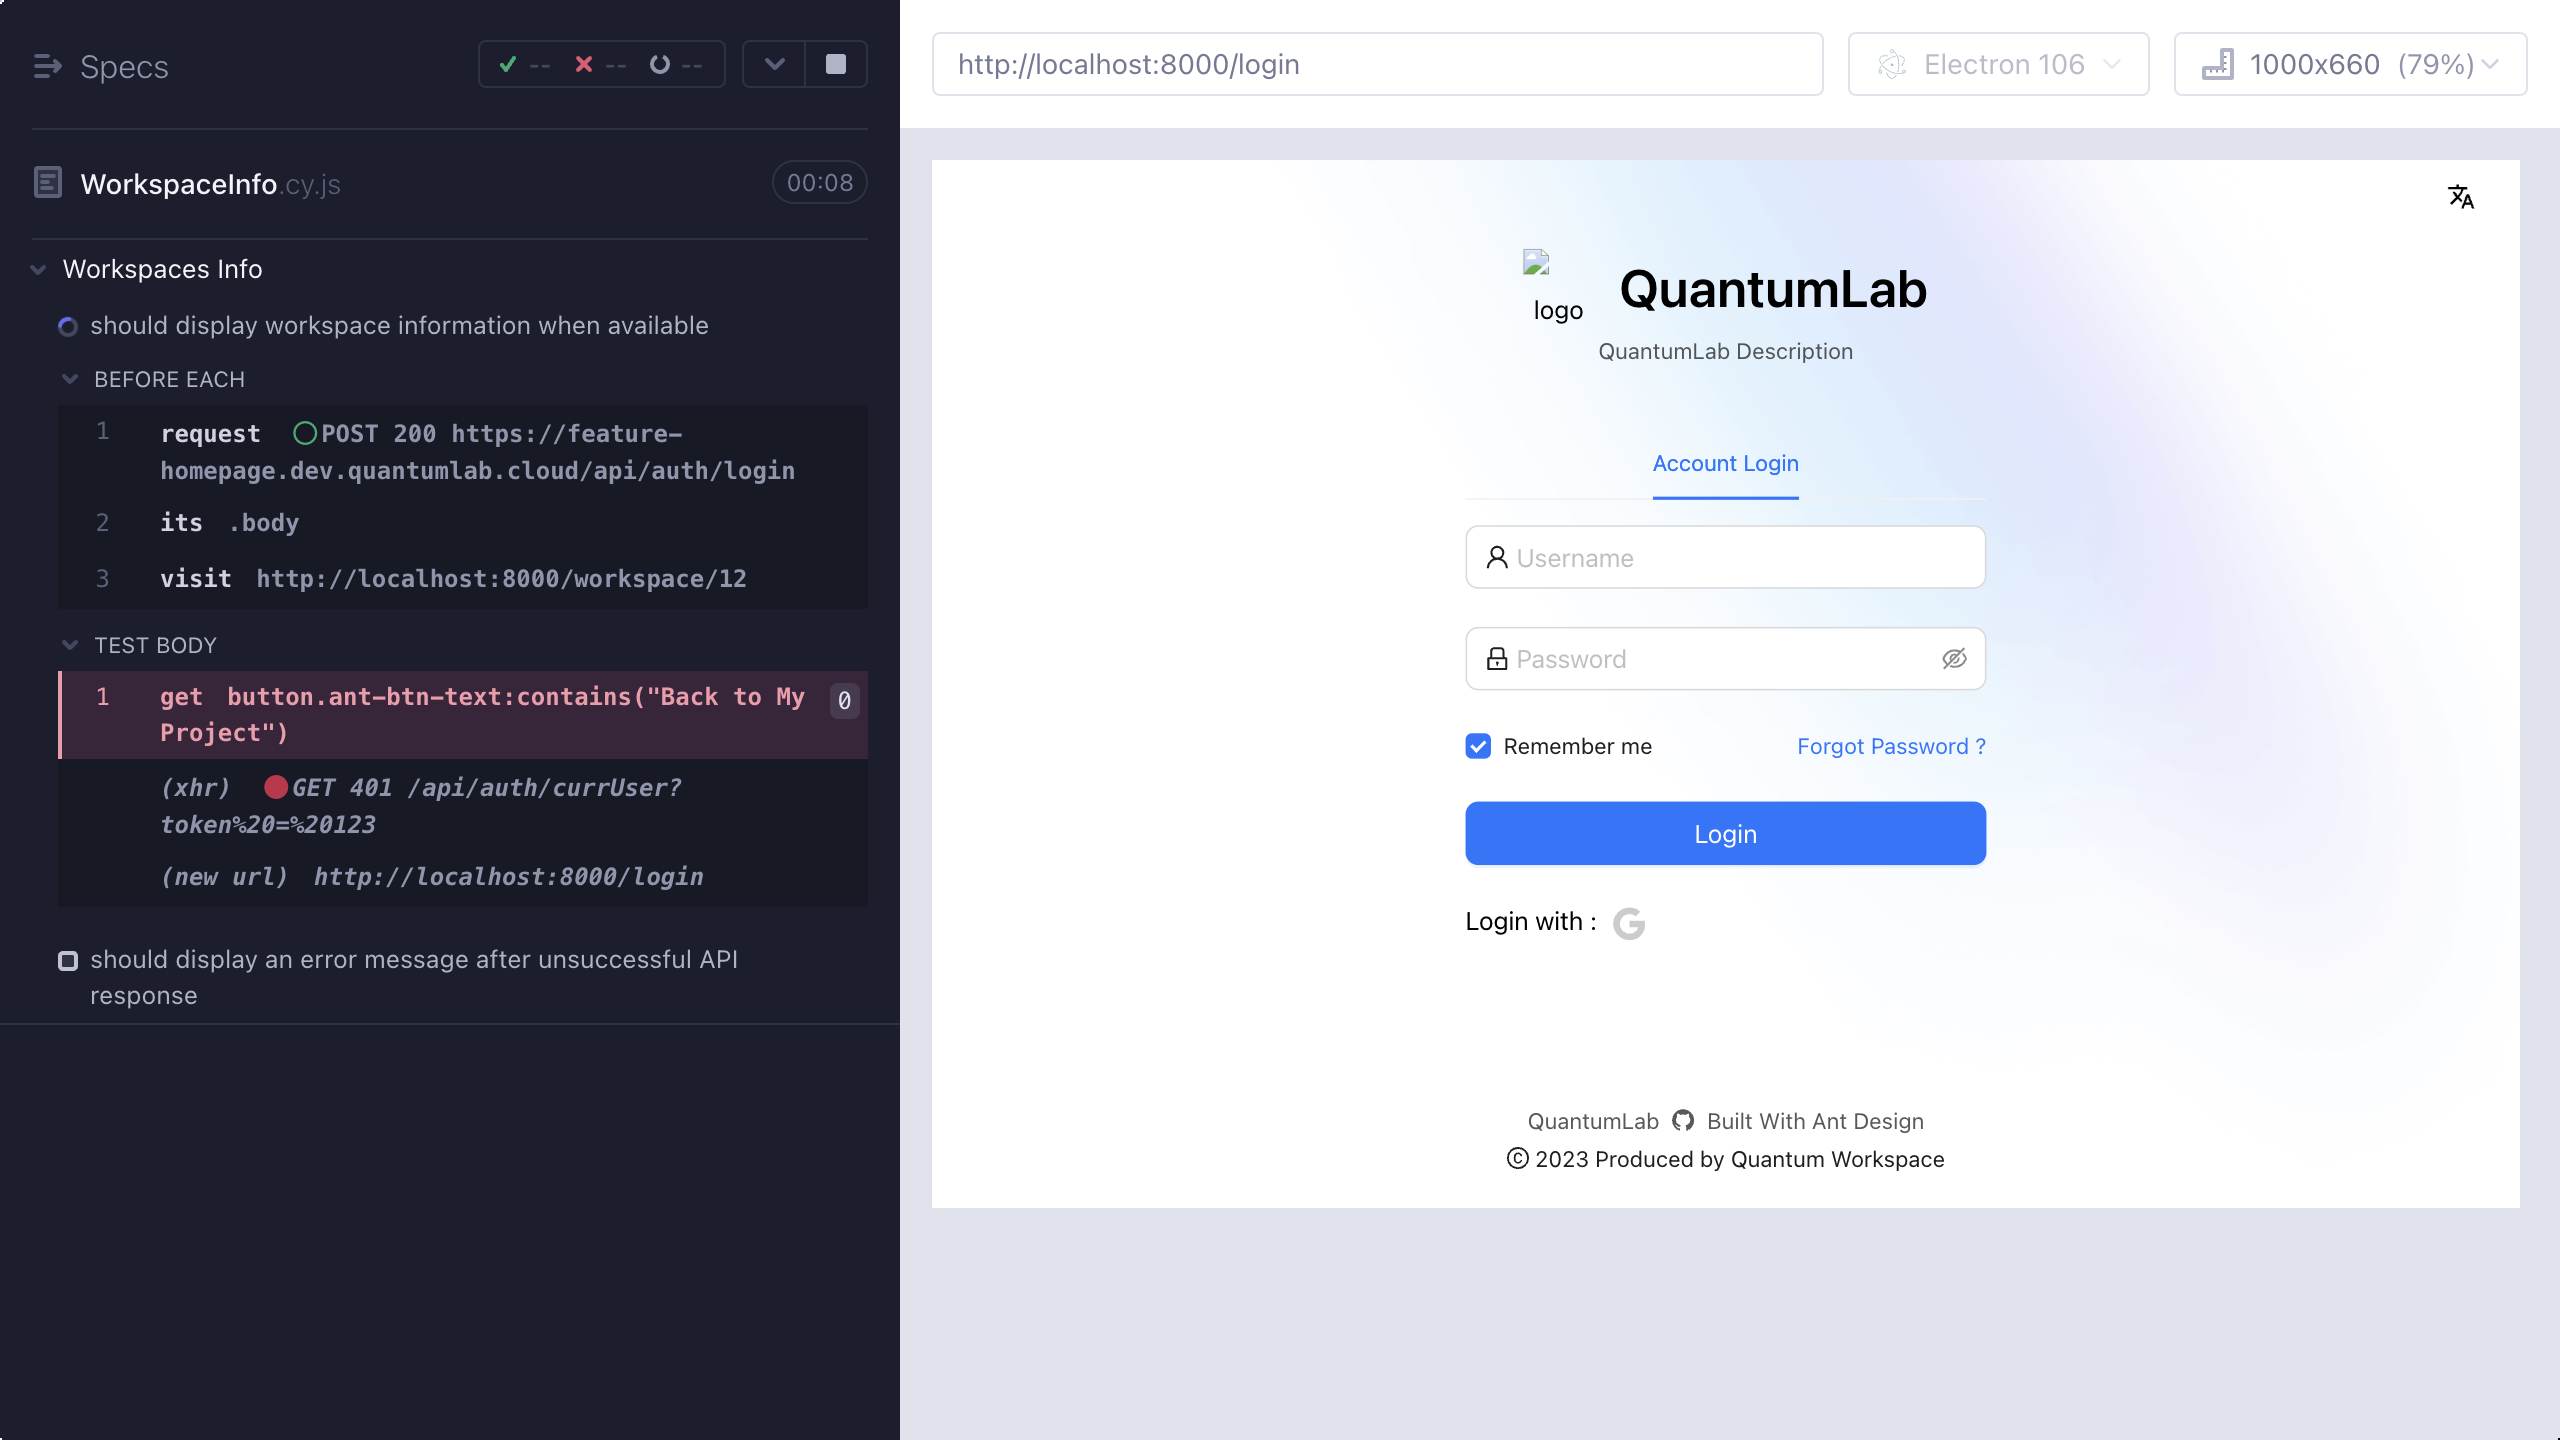 Specs
-- -- --
WorkspaceInfo.cy.js
00:08
Workspaces Info
should display workspace information when available
BEFORE EACH
1 request POST 200 https://feature-
homepage.dev.quantumlab.cloud/api/auth/login
2 its .body
3 visit http://localhost:8000/workspace/12
TEST BODY
1 get button.ant-btn-text:contains("Back to My
Project")
0
(xhr) GET 401 /api/auth/currUser?
token%20=%20123
(new url) http://localhost:8000/login
should display an error message after unsuccessful API
response
http://localhost:8000/login
Electron 106
1000x660 (79%)
logo
QuantumLab
QuantumLab Description
Account Login
Username
Password
Remember me
Forgot Password ?
Login
Login with :
QuantumLab Built With Ant Design
© 2023 Produced by Quantum Workspace